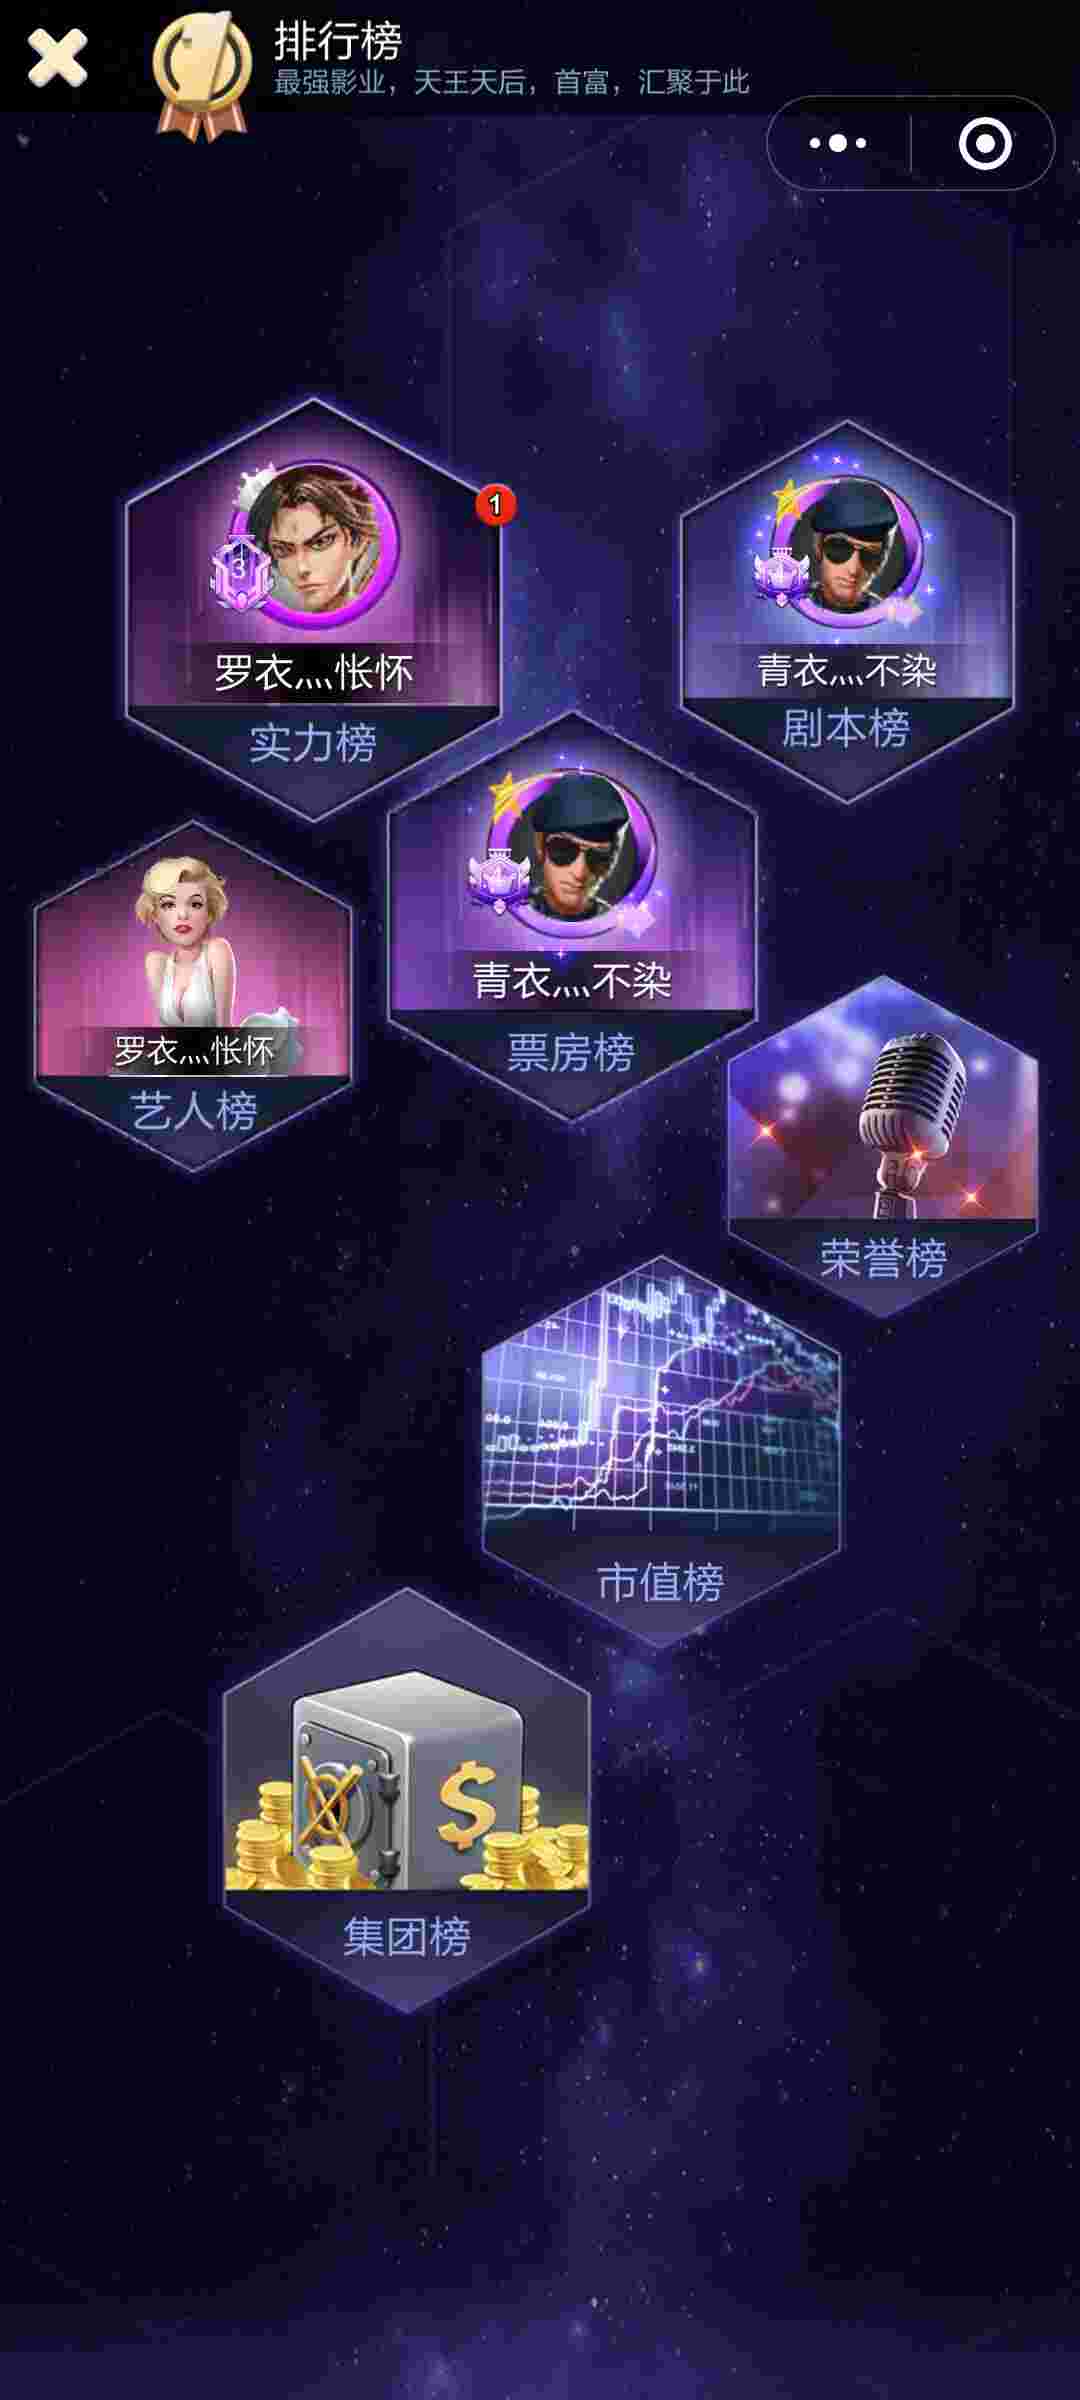 排行榜
最强影业，天王天后，首富，汇聚于此
1
3
罗衣灬怅怀
实力榜
青衣灬不染
剧本榜
青衣灬不染
票房榜
罗衣灬怅怀
艺人榜
荣誉榜
市值榜
$
集团榜